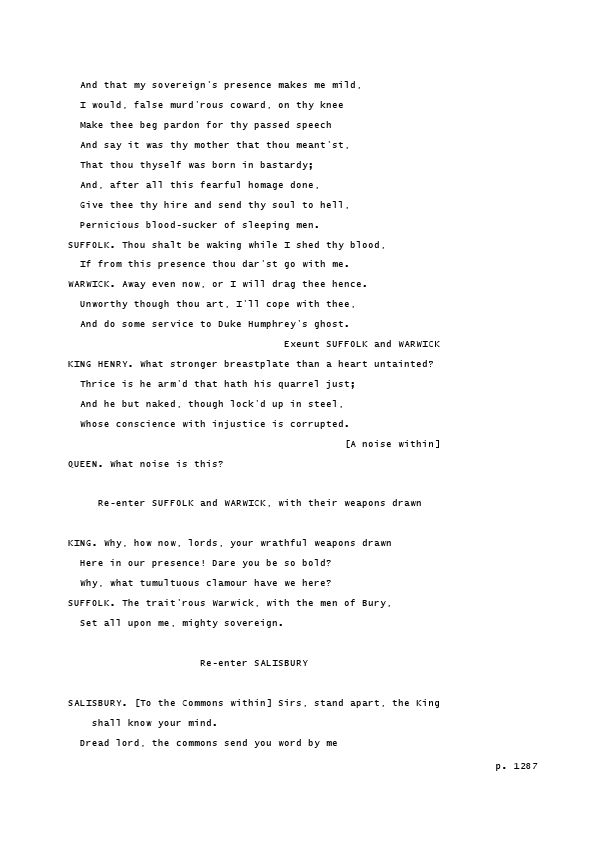 And that my sovereign's presence makes me mild,
I would, false murd'rous coward, on thy knee
Make thee beg pardon for thy passed speech
And say it was thy mother that thou meant'st,
That thou thyself was born in bastardy;
And, after all this fearful homage done,
Give thee thy hire and send thy soul to hell,
Pernicious blood-sucker of sleeping men.
SUFFOLK. Thou shalt be waking while I shed thy blood,
If from this presence thou dar'st go with me.
WARWICK. Away even now, or I will drag thee hence.
Unworthy though thou art, I'll cope with thee,
And do some service to Duke Humphrey's ghost.
Exeunt SUFFOLK and WARWICK
KING HENRY. What stronger breastplate than a heart untainted?
Thrice is he arm'd that hath his quarrel just;
And he but naked, though lock'd up in steel,
Whose conscience with injustice is corrupted.
[A noise within]
QUEEN. What noise is this?
Re-enter SUFFOLK and WARWICK, with their weapons drawn
KING. Why, how now, lords, your wrathful weapons drawn
Here in our presence! Dare you be so bold?
Why, what tumultuous clamour have we here?
SUFFOLK. The trait'rous Warwick, with the men of Bury,
Set all upon me, mighty sovereign.
Re-enter SALISBURY
SALISBURY. [To the Commons within] Sirs, stand apart, the King
shall know your mind.
Dread lord, the commons send you word by me
p. 1287